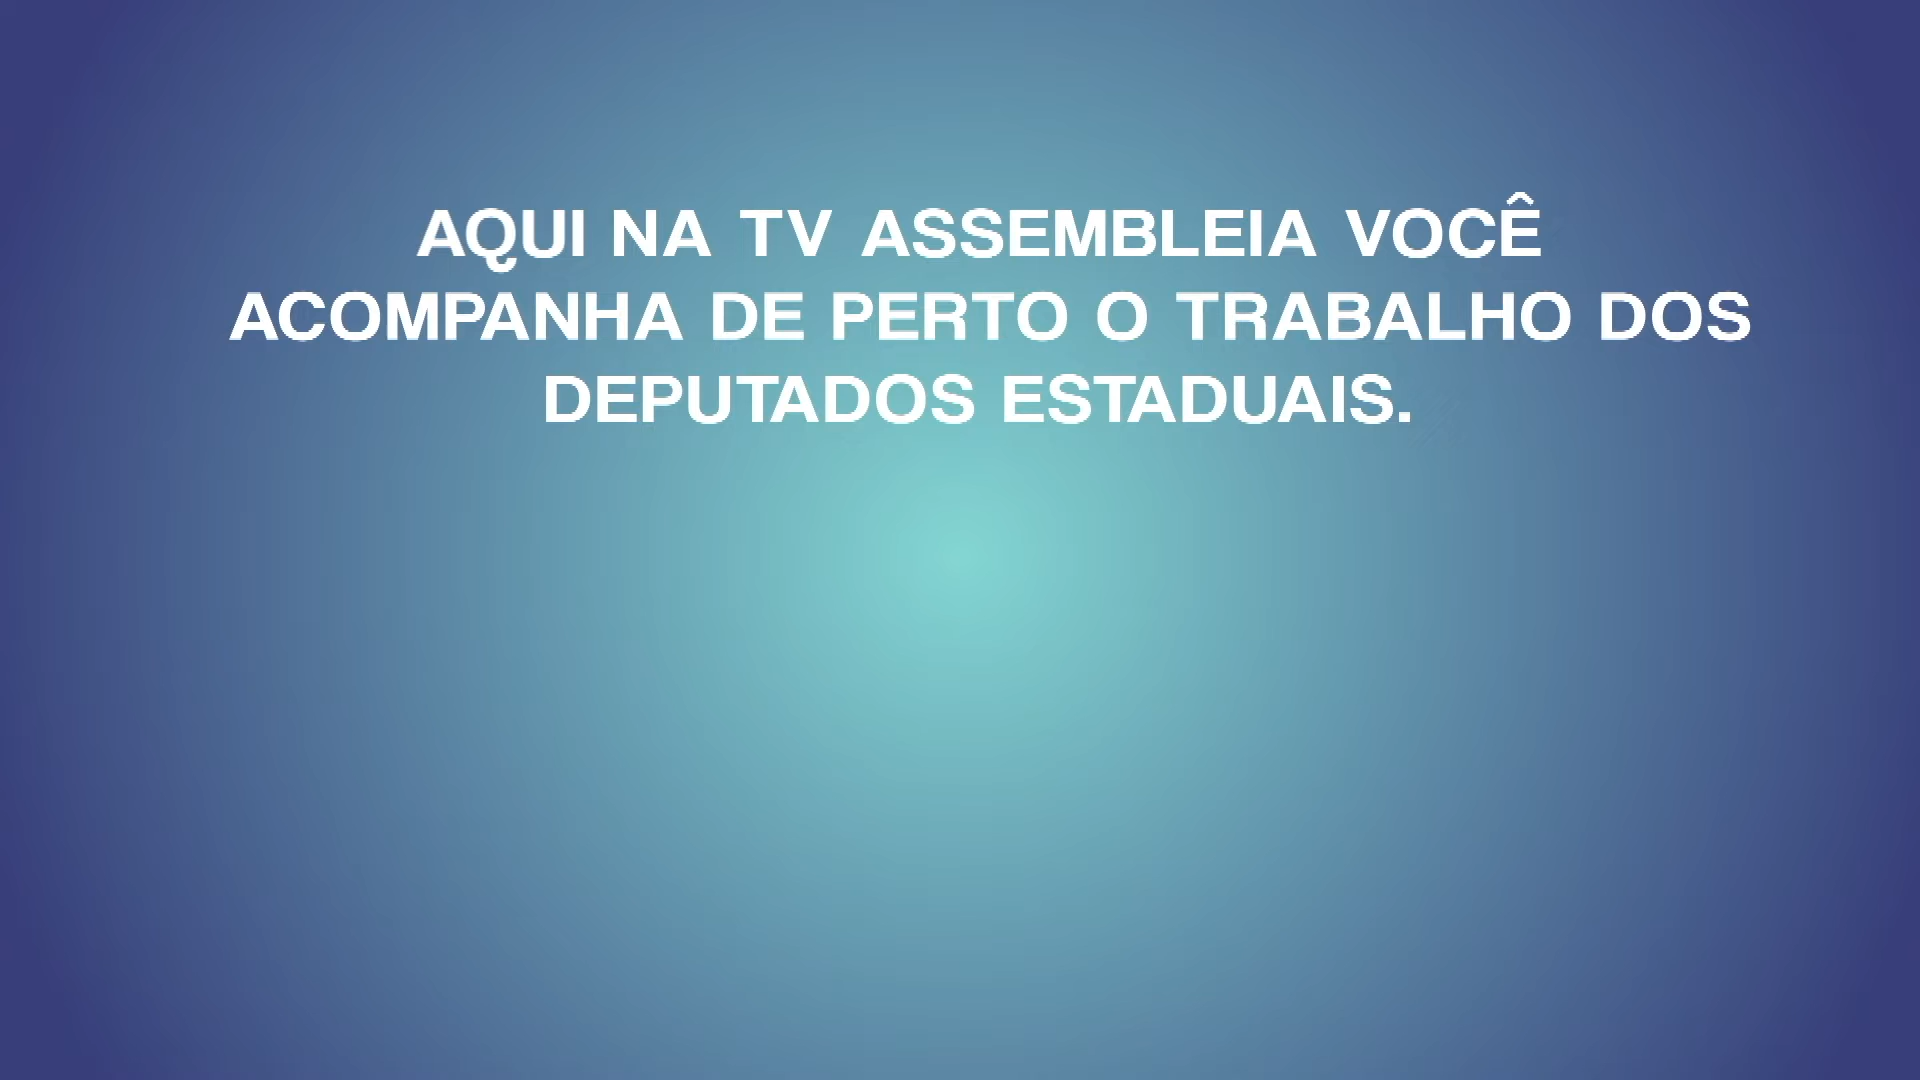 AQUI NA TV ASSEMBLEIA VOCÊ
ACOMPANHA DE PERTO O TRABALHO DOS
DEPUTADOS ESTADUAIS.